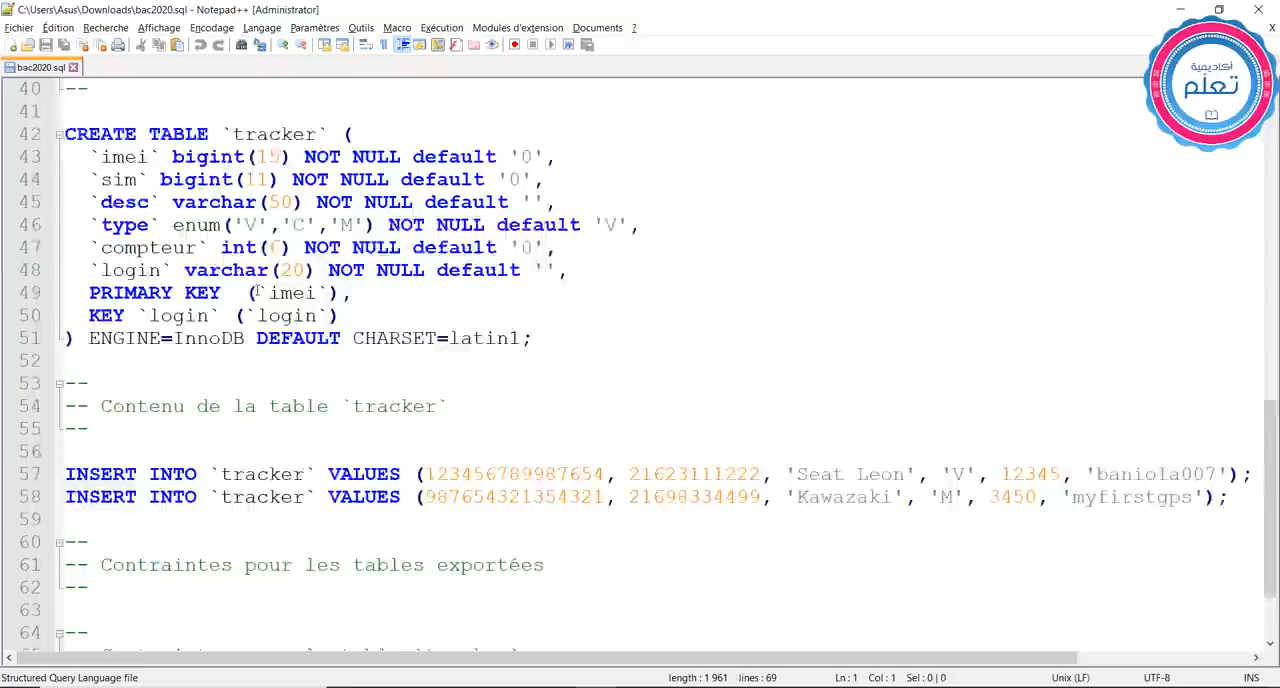 C:\Users\Asus\Downloads\bac2020.sql - Notepad++ [Administrator]
Fichier Édition Recherche Affichage Encodage Langage Paramètres Outils Macro Exécution Modules d'extension Documents ? X
bac2020.sql
أكاديمية
تعلّم
40 --
41
42 CREATE TABLE `tracker` (
43 `imei` bigint(15) NOT NULL default '0',
44 `sim` bigint(11) NOT NULL default '0',
45 `desc` varchar(50) NOT NULL default '',
46 `type` enum('V','C','M') NOT NULL default 'V',
47 `compteur` int(6) NOT NULL default '0',
48 `login` varchar(20) NOT NULL default '',
49 PRIMARY KEY (`imei`),
50 KEY `login` (`login`)
51 ) ENGINE=InnoDB DEFAULT CHARSET=latin1;
52
53 --
54 -- Contenu de la table `tracker`
55 --
56
57 INSERT INTO `tracker` VALUES (123456789987654, 21623111222, 'Seat Leon', 'V', 12345, 'baniola007');
58 INSERT INTO `tracker` VALUES (987654321354321, 21698334499, 'Kawazaki', 'M', 3450, 'myfirstgps');
59
60 --
61 -- Contraintes pour les tables exportées
62 --
63
64 --
Structured Query Language file length : 1 961 lines : 69 Ln : 1 Col : 1 Sel : 0 | 0 Unix (LF) UTF-8 INS